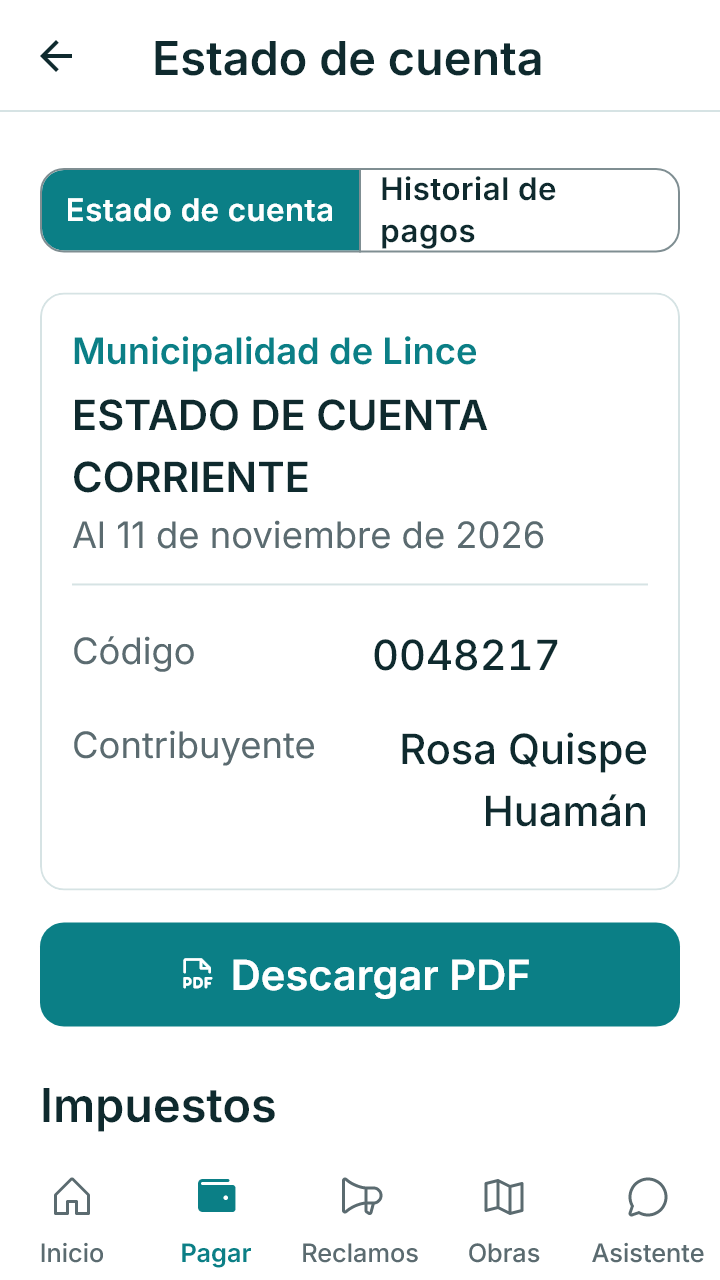 Estado de cuenta
Estado de cuenta
Historial de
pagos
Municipalidad de Lince
ESTADO DE CUENTA
CORRIENTE
Al 11 de noviembre de 2026
Código
0048217
Contribuyente
Rosa Quispe
Huamán
PDF
Descargar PDF
Impuestos
Inicio
Pagar
Reclamos
Obras
Asistente